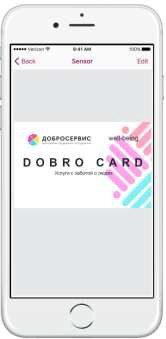 Verizon 9:41 AM 100%
Back Sensor Edit
ДОБРОСЕРВИС well-being
DOBRO CARD
Услуги с заботой о людях